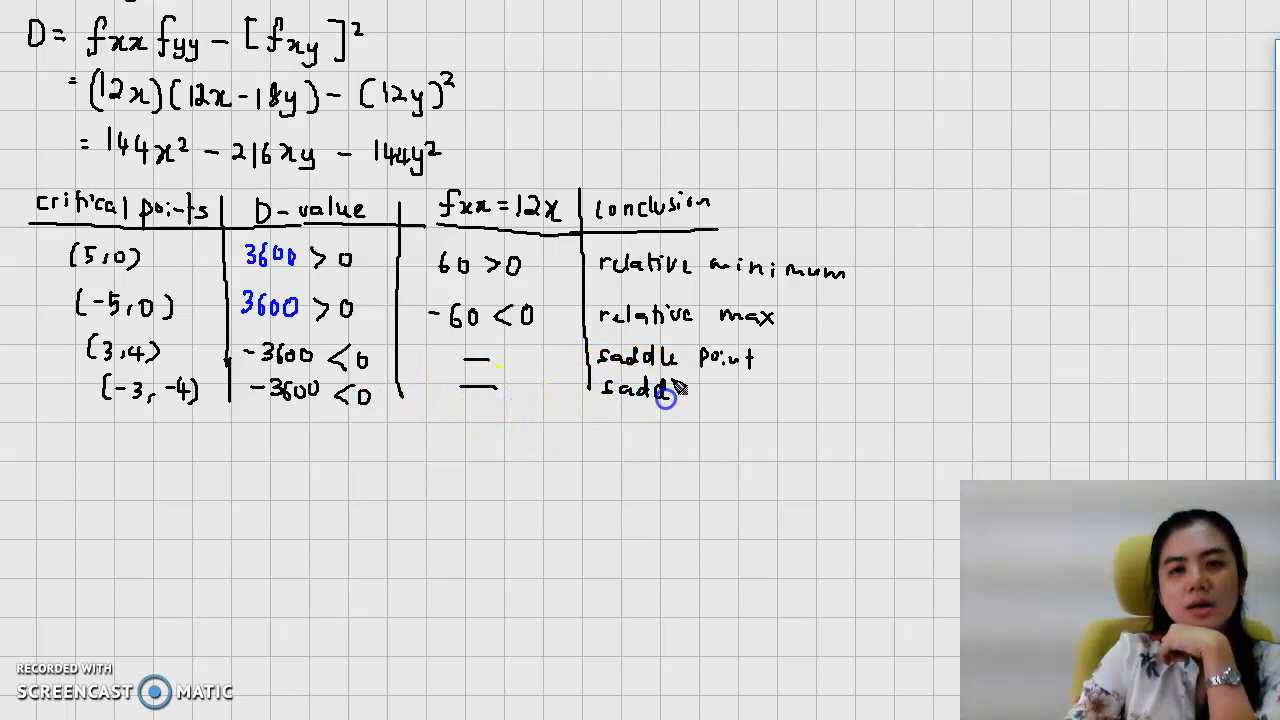 D = fxx fyy - [fxy]²
= (12x)(12x-18y) - (12y)²
= 144x² - 216xy - 144y²
critical points D-value fxx = 12x conclusion
(5,0) 3600 > 0 60 > 0 relative minimum
(-5,0) 3600 > 0 -60 < 0 relative max
(3,4) -3600 < 0 — saddle point
(-3,-4) -3600 < 0 — sadd
RECORDED WITH
SCREENCAST MATIC